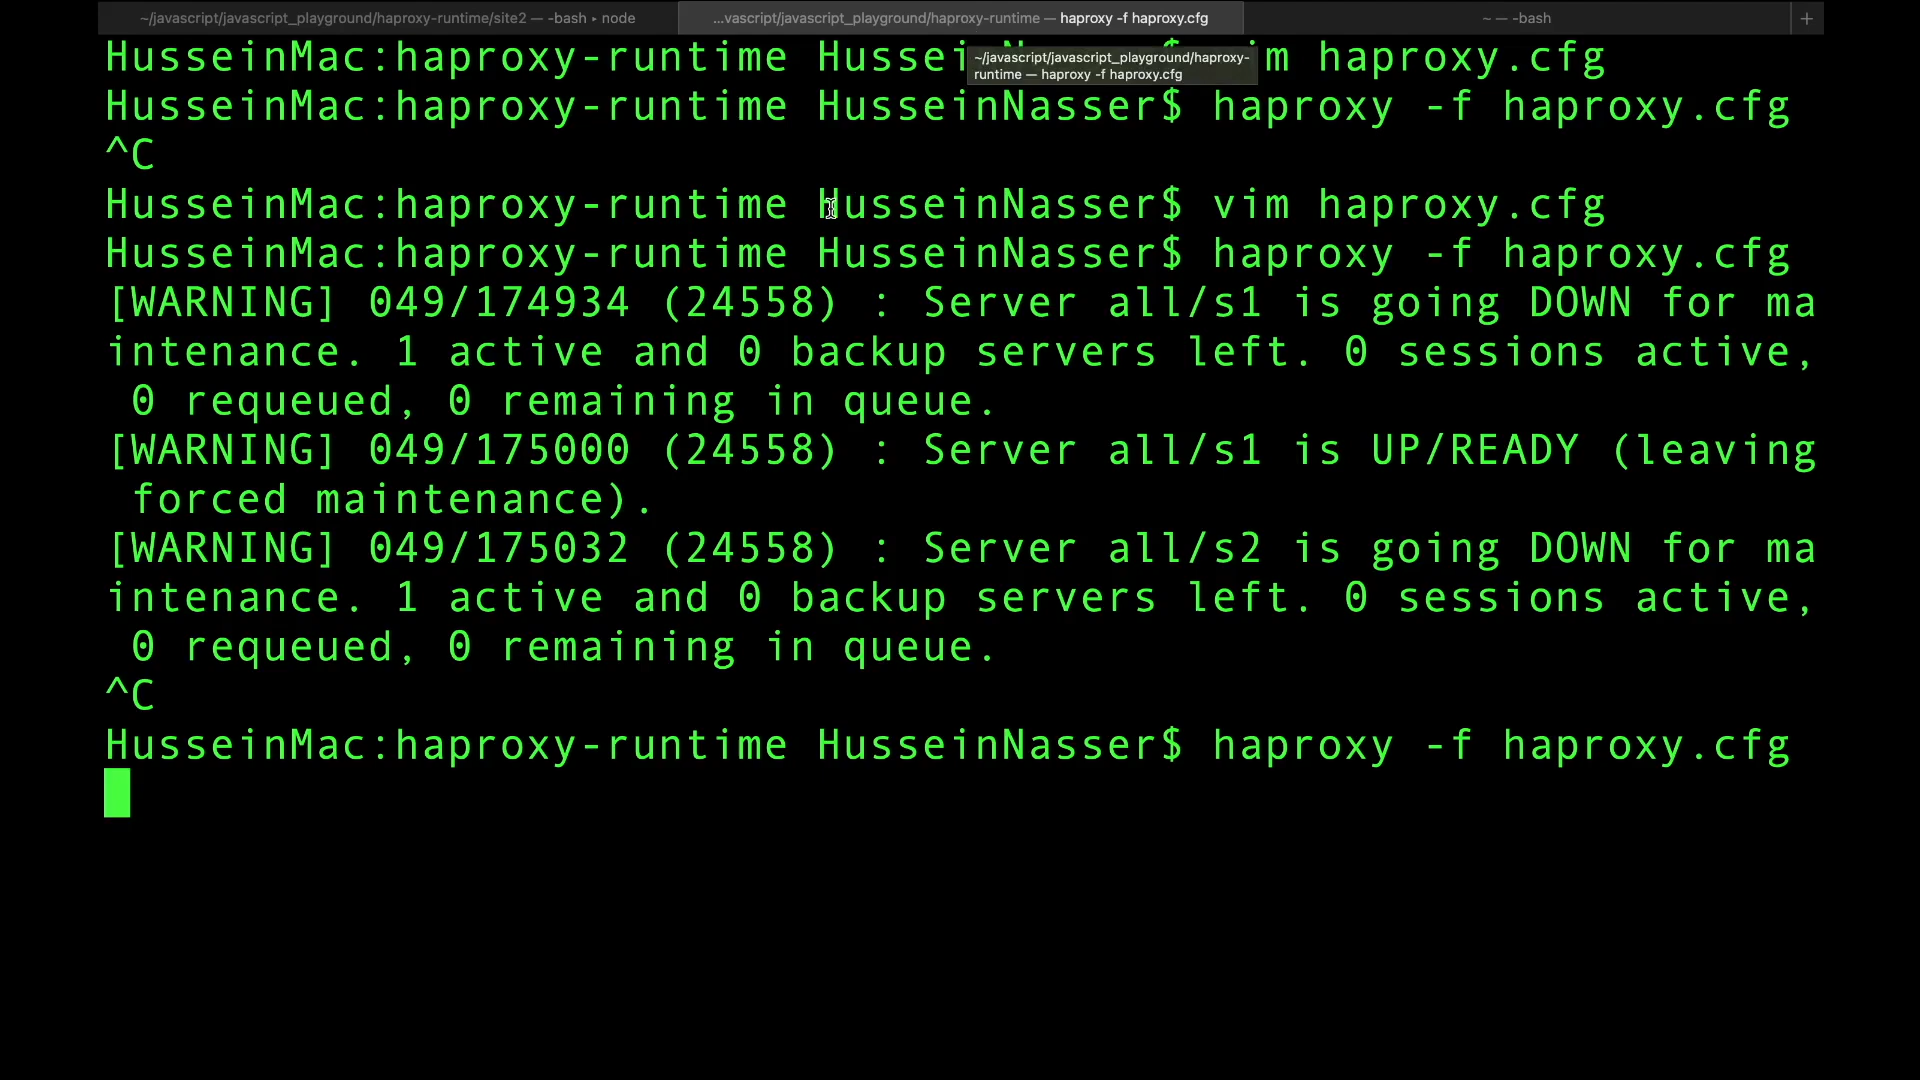 ~/javascript/javascript_playground/haproxy-runtime/site2 — -bash ▸ node
...vascript/javascript_playground/haproxy-runtime — haproxy -f haproxy.cfg
~ — -bash
+
HusseinMac:haproxy-runtime Hussei m haproxy.cfg
~/javascript/javascript_playground/haproxy-
runtime — haproxy -f haproxy.cfg
HusseinMac:haproxy-runtime HusseinNasser$ haproxy -f haproxy.cfg
^C
HusseinMac:haproxy-runtime HusseinNasser$ vim haproxy.cfg
HusseinMac:haproxy-runtime HusseinNasser$ haproxy -f haproxy.cfg
[WARNING] 049/174934 (24558) : Server all/s1 is going DOWN for ma
intenance. 1 active and 0 backup servers left. 0 sessions active,
 0 requeued, 0 remaining in queue.
[WARNING] 049/175000 (24558) : Server all/s1 is UP/READY (leaving
 forced maintenance).
[WARNING] 049/175032 (24558) : Server all/s2 is going DOWN for ma
intenance. 1 active and 0 backup servers left. 0 sessions active,
 0 requeued, 0 remaining in queue.
^C
HusseinMac:haproxy-runtime HusseinNasser$ haproxy -f haproxy.cfg